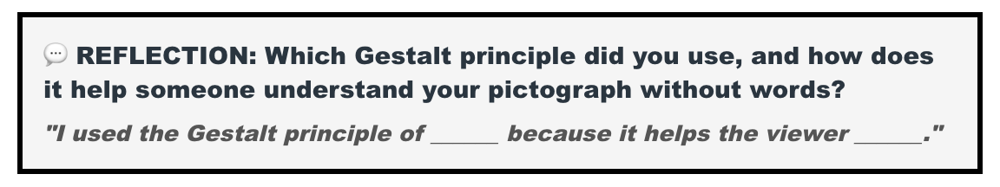 💬 REFLECTION: Which Gestalt principle did you use, and how does
it help someone understand your pictograph without words?
"I used the Gestalt principle of ______ because it helps the viewer ______."